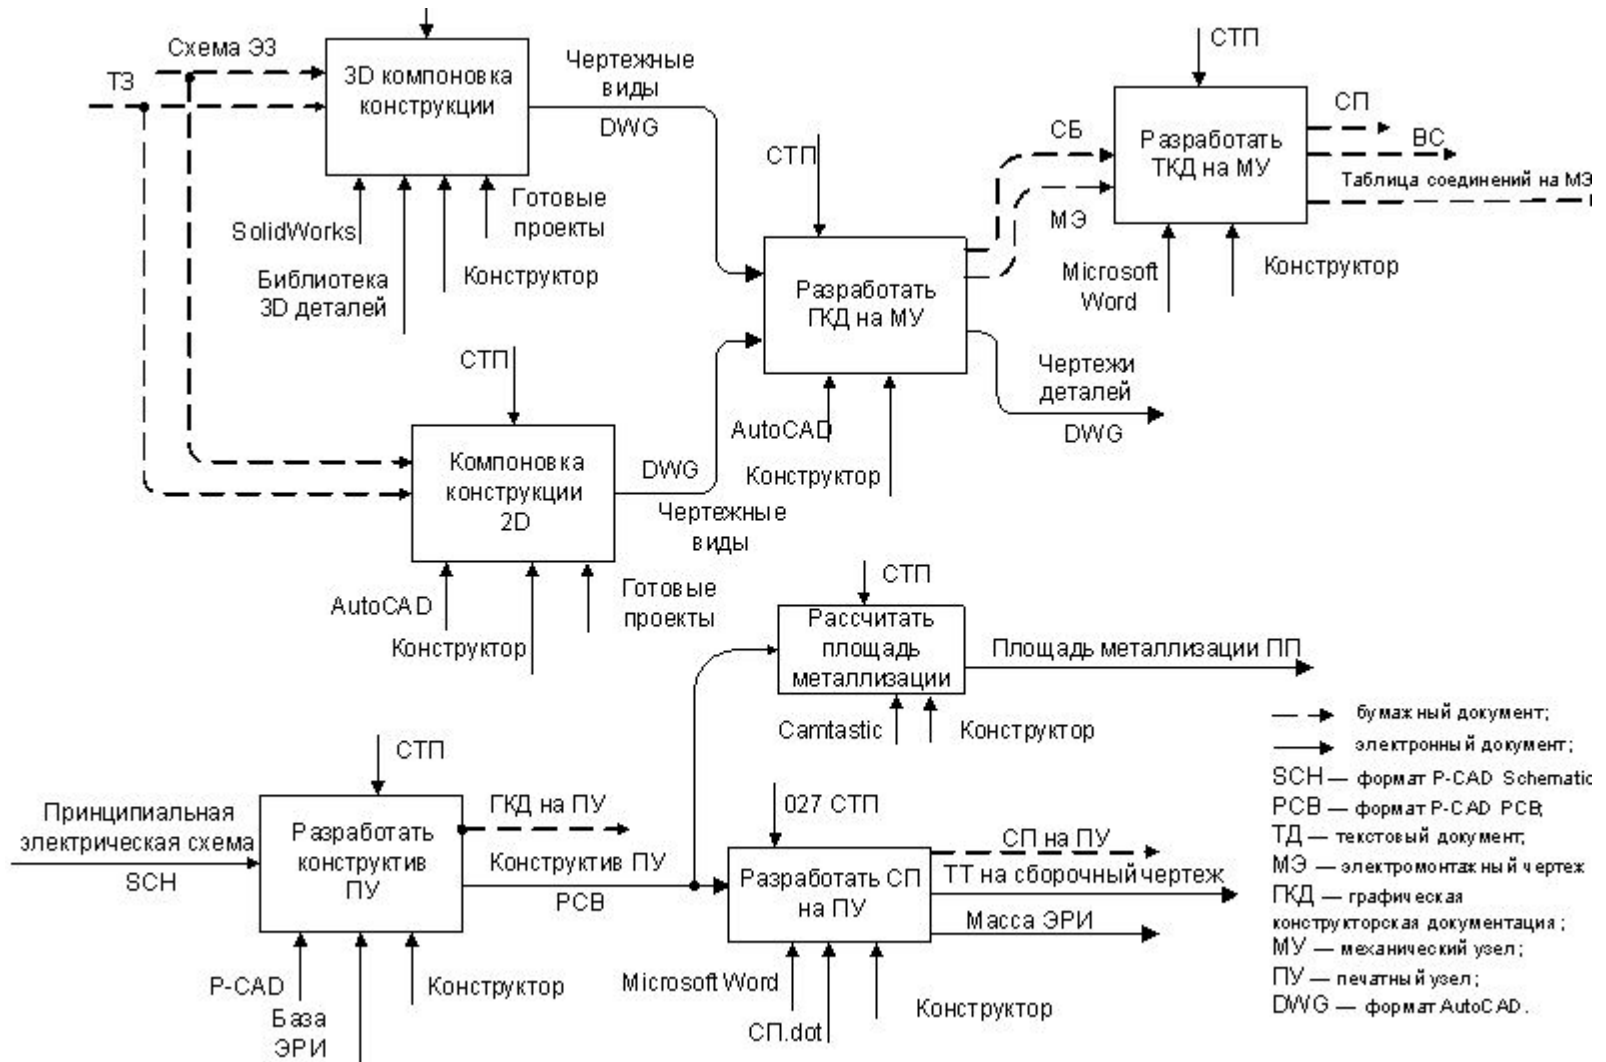 Схема ЭЗ
ТЗ
3D компоновка
конструкции
Чертежные
виды
DWG
SolidWorks
Библиотека
3D деталей
Конструктор
Готовые
проекты
СТП
Разработать
ГКД на МУ
AutoCAD
Конструктор
СБ
МЭ
СТП
Разработать
ТКД на МУ
Microsoft
Word
Конструктор
СП
ВС
Таблица соединений на МЭ
Чертежи
деталей
DWG
СТП
Компоновка
конструкции
2D
DWG
Чертежные
виды
AutoCAD
Конструктор
Готовые
проекты
СТП
Рассчитать
площадь
металлизации
Площадь металлизации ПП
Camtastic
Конструктор
СТП
Принципиальная
электрическая схема
SCH
Разработать
конструктив
ПУ
ГКД на ПУ
Конструктив ПУ
PCB
P-CAD
База
ЭРИ
Конструктор
027 СТП
Разработать СП
на ПУ
СП на ПУ
ТТ на сборочный чертеж
Масса ЭРИ
Microsoft Word
СП.dot
Конструктор
бумажный документ;
электронный документ;
SCH — формат P-CAD Schematic
PCB — формат P-CAD PCB;
ТД — текстовый документ;
МЭ — электромонтажный чертеж
ГКД — графическая
конструкторская документация;
МУ — механический узел;
ПУ — печатный узел;
DWG — формат AutoCAD.